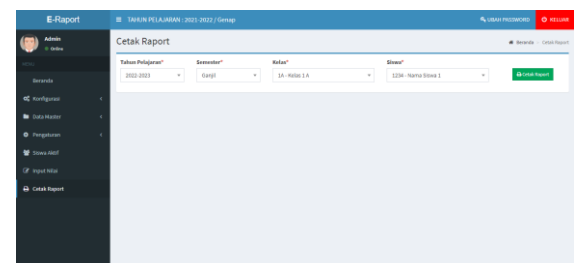 E-Raport
TAHUN PELAJARAN : 2021-2022 / Genap
UBAH PASSWORD
KELUAR
Admin
Online
MENU
Beranda
Konfigurasi
Data Master
Pengaturan
Siswa Aktif
Input Nilai
Cetak Raport
Cetak Raport
Beranda - Cetak Raport
Tahun Pelajaran* Semester* Kelas* Siswa*
2022-2023 Ganjil 1A - Kelas 1 A 1234 - Nama Siswa 1 Cetak Raport